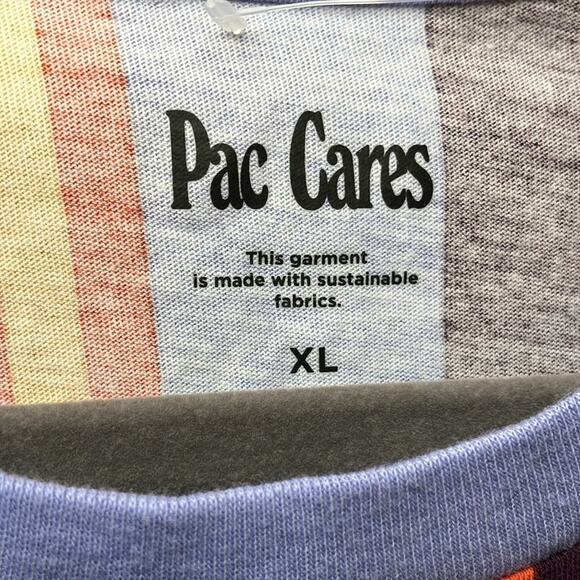 Pac Cares
This garment
is made with sustainable
fabrics.
XL